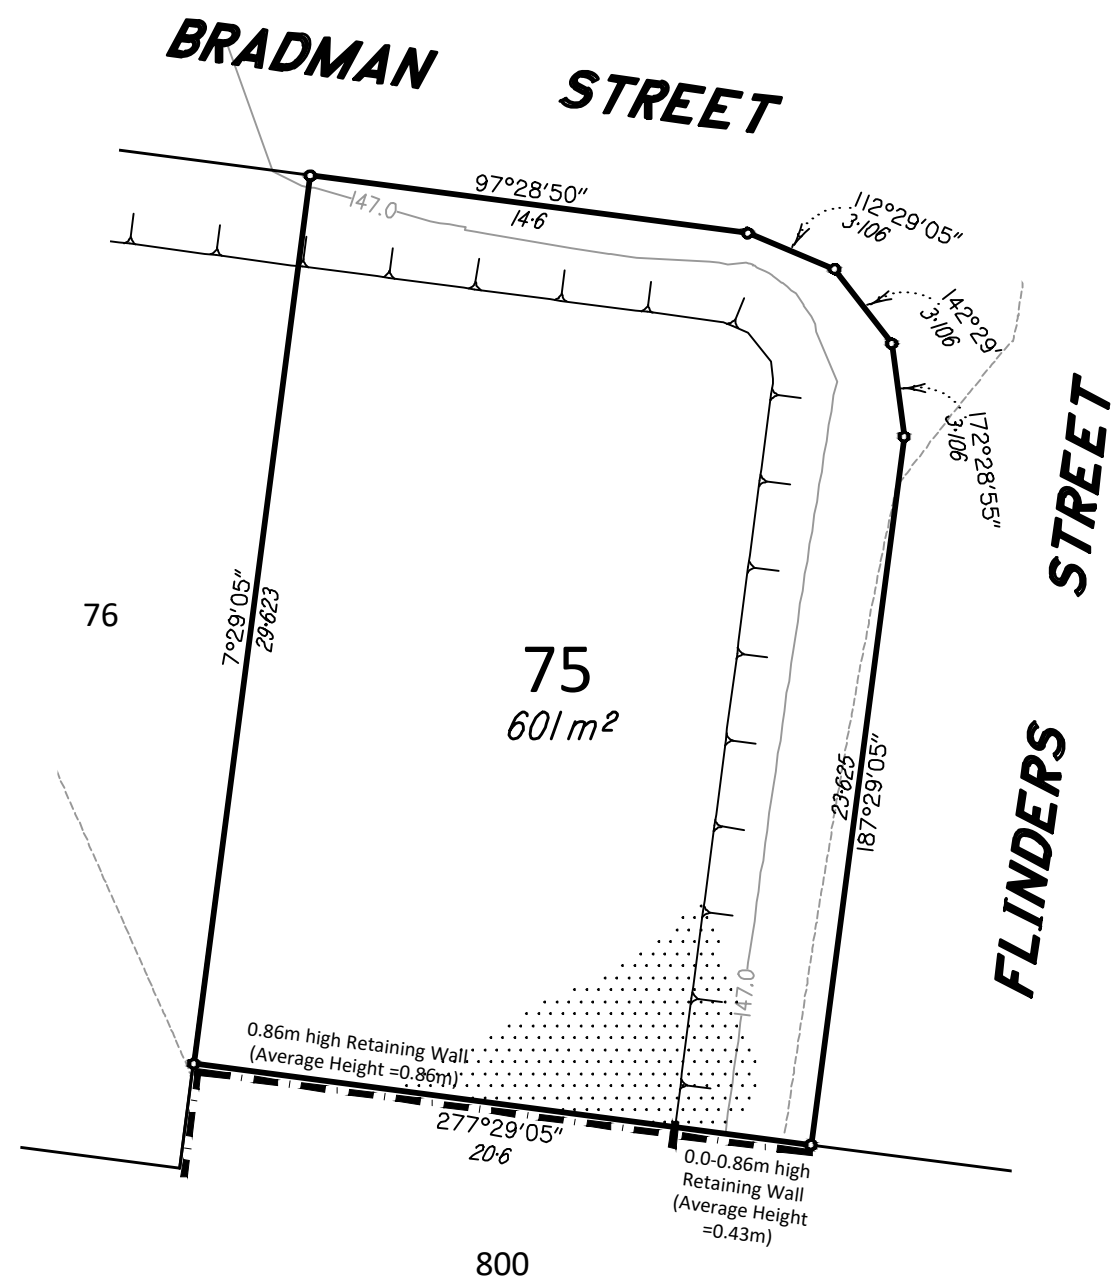 BRADMAN STREET
97°28'50"
14·6
147.0
112°29'05"
3·106
142°29'
3·106
172°28'55"
3·106
FLINDERS STREET
7°29'05"
29·623
76
75
601 m²
23·625
187°29'05"
147.0
0.86m high Retaining Wall
(Average Height =0.86m)
277°29'05"
20·6
0.0-0.86m high
Retaining Wall
(Average Height
=0.43m)
800